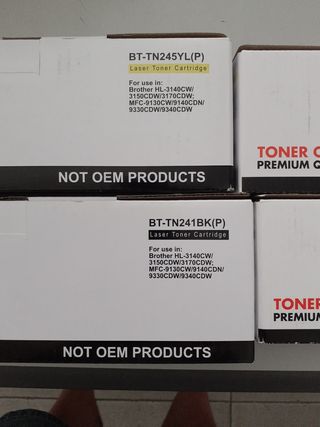 BT-TN245YL(P)
Laser Toner Cartridge
For use in:
Brother HL-3140CW/
3150CDW/3170CDW;
MFC-9130CW/9140CDN/
9330CDW/9340CDW
NOT OEM PRODUCTS
TONER
PREMIUM
BT-TN241BK(P)
Laser Toner Cartridge
For use in:
Brother HL-3140CW/
3150CDW/3170CDW;
MFC-9130CW/9140CDN/
9330CDW/9340CDW
NOT OEM PRODUCTS
TONER
PREMIUM